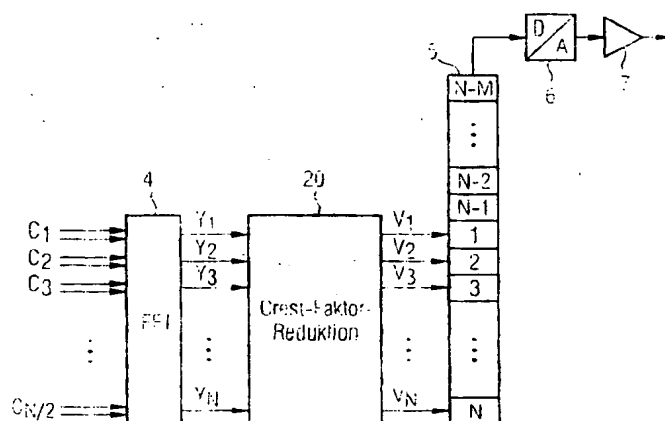 D
A
5
6
7
N-M
⋮
N-2
N-1
4
20
C1
Y1
V1
1
C2
Y2
V2
2
C3
Y3
V3
3
Crest-Faktor-
Reduktion
⋮
⋮
⋮
⋮
CN/2
YN
VN
N